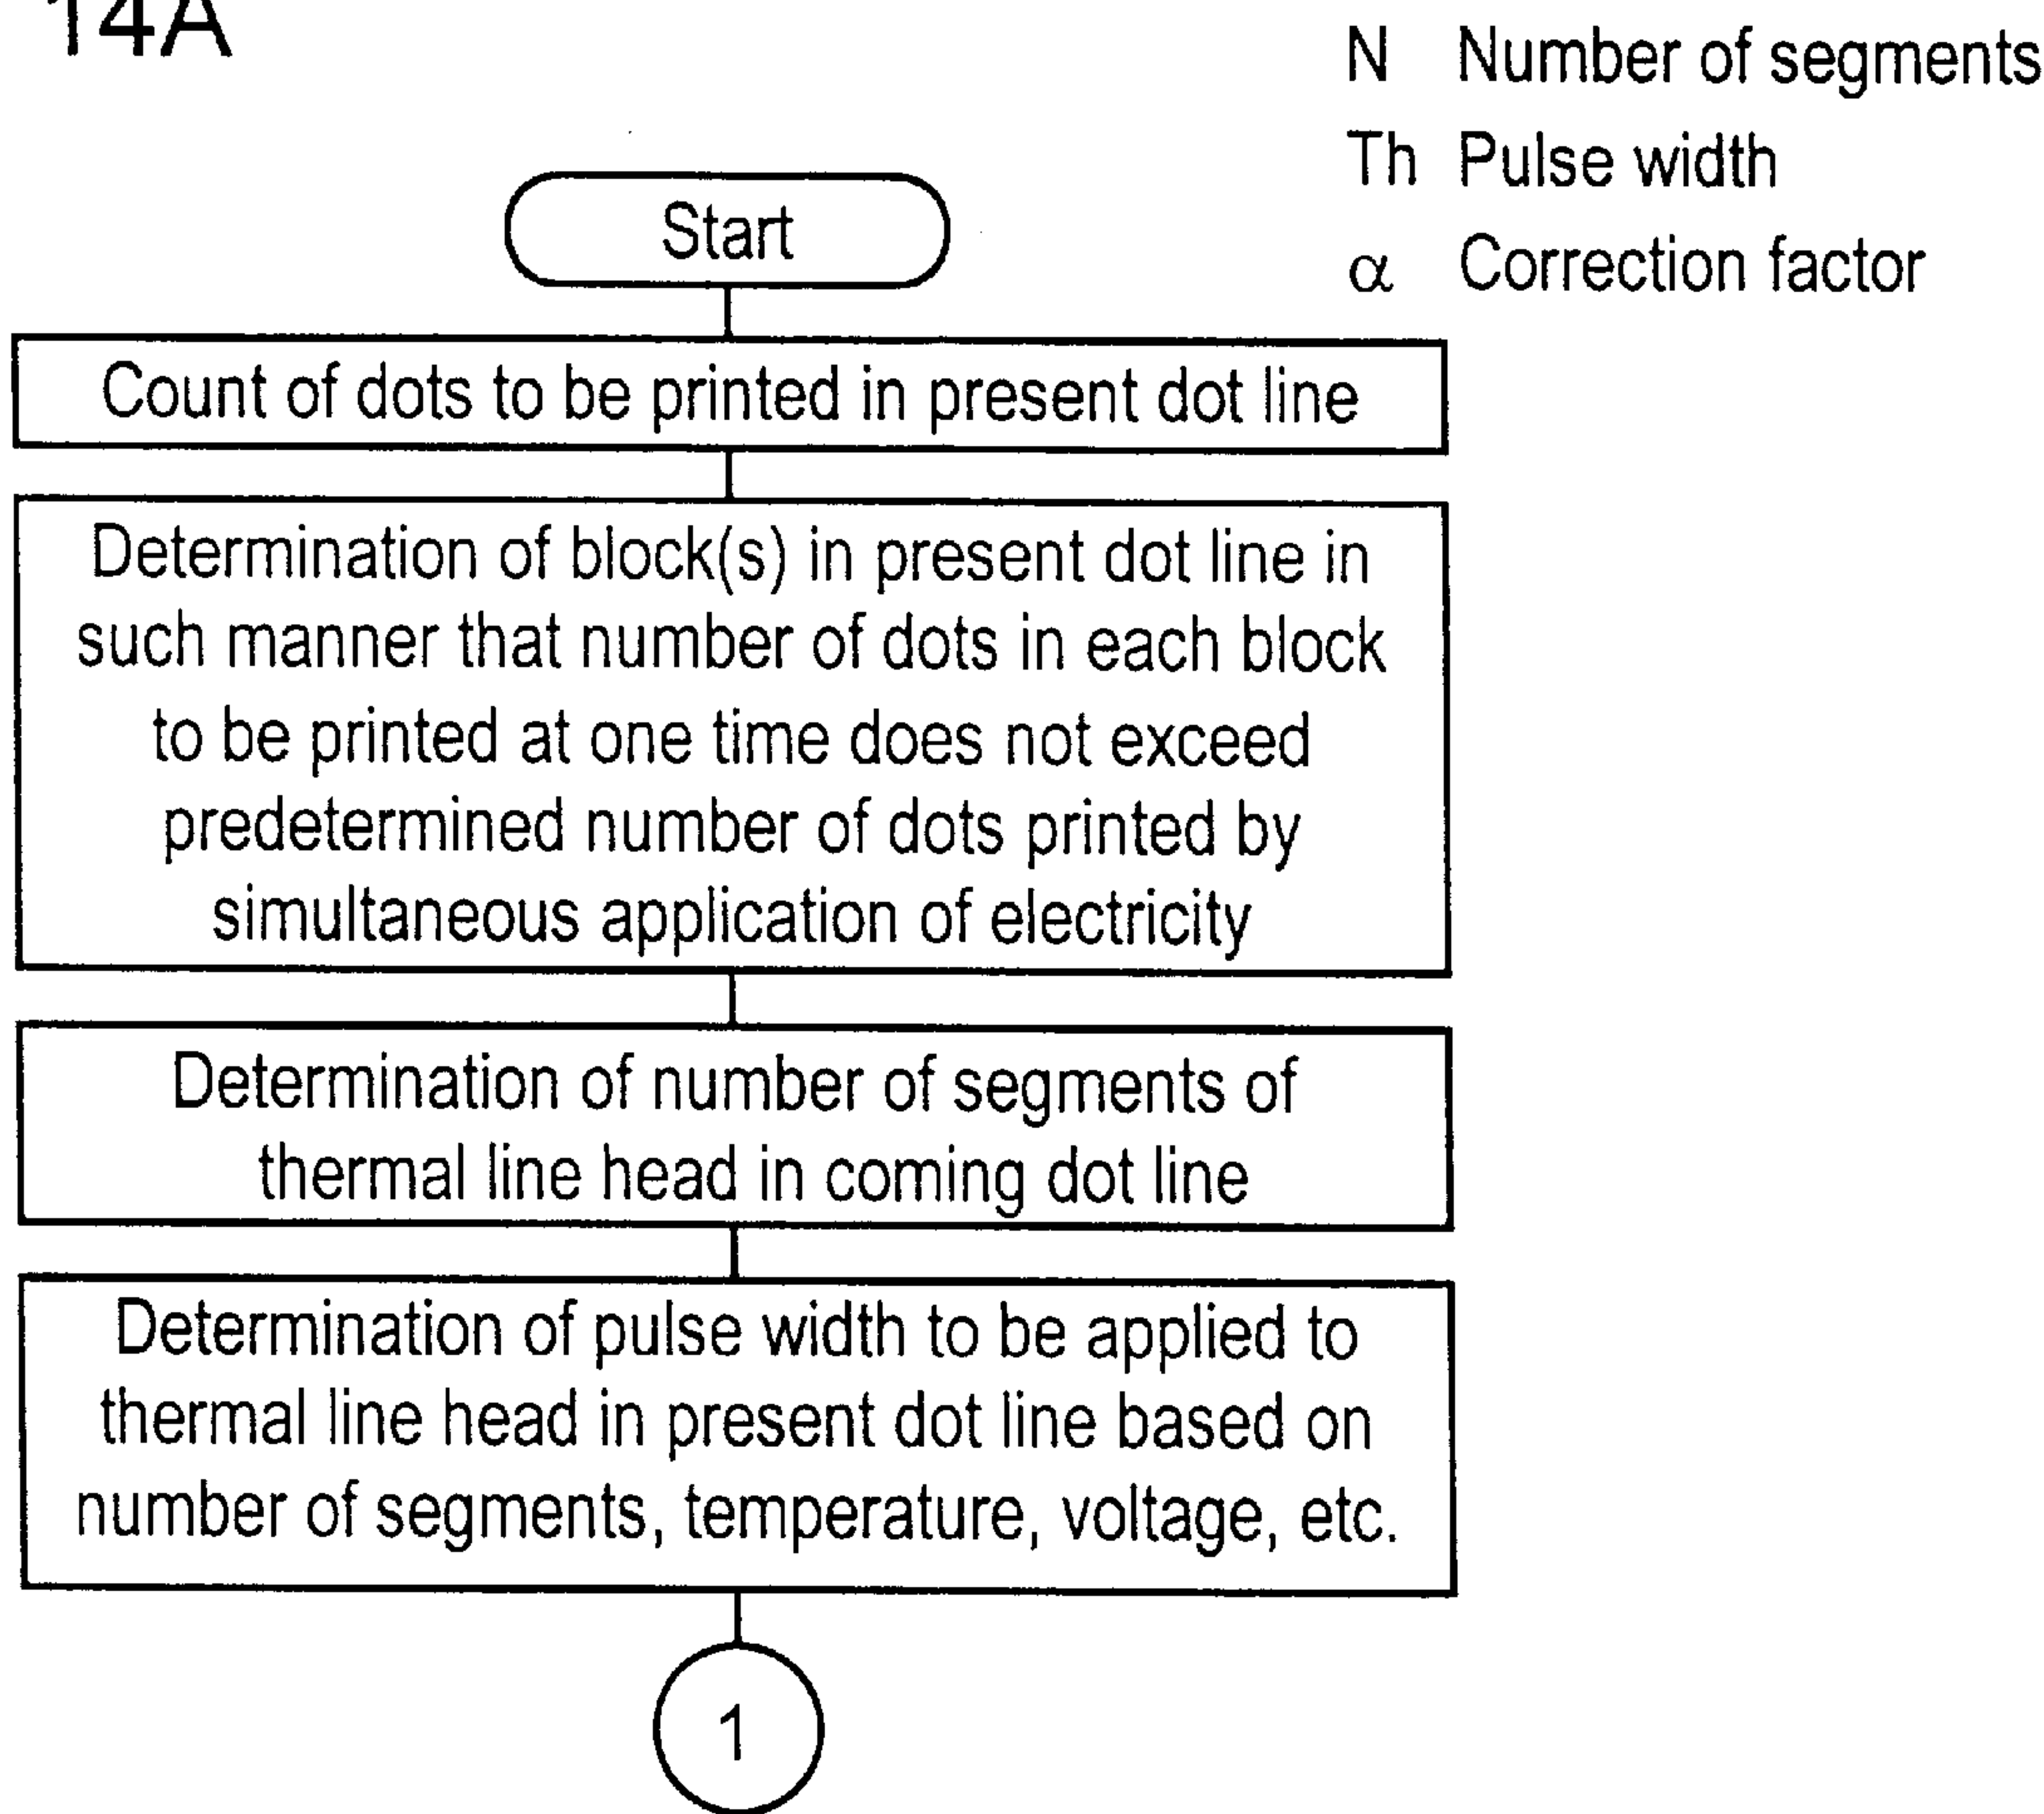 14A
N Number of segments
Th Pulse width
α Correction factor
Start
Count of dots to be printed in present dot line
Determination of block(s) in present dot line in
such manner that number of dots in each block
to be printed at one time does not exceed
predetermined number of dots printed by
simultaneous application of electricity
Determination of number of segments of
thermal line head in coming dot line
Determination of pulse width to be applied to
thermal line head in present dot line based on
number of segments, temperature, voltage, etc.
1